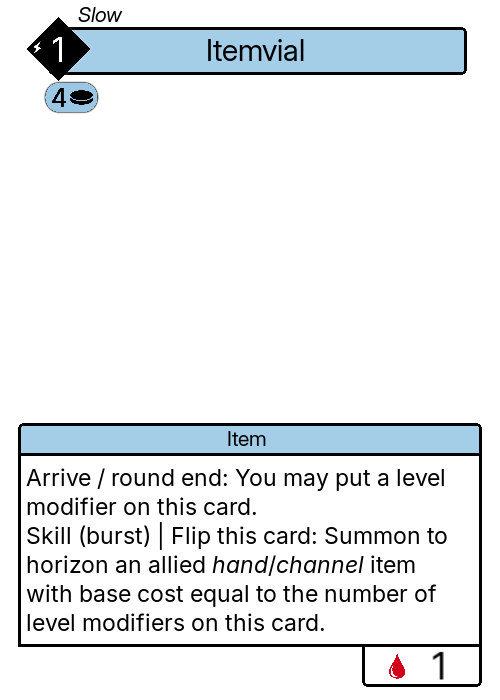 Slow
1
Itemvial
4
Item
Arrive / round end: You may put a level
modifier on this card.
Skill (burst) | Flip this card: Summon to
horizon an allied hand/channel item
with base cost equal to the number of
level modifiers on this card.
1